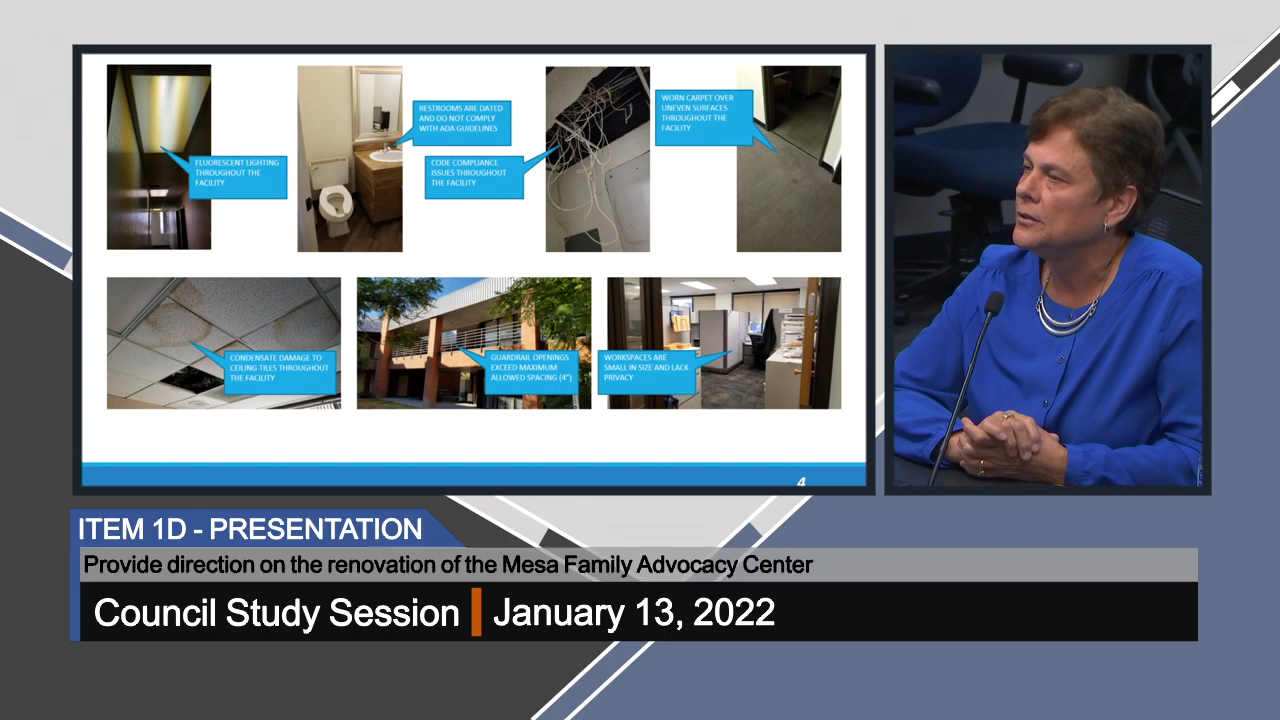 FLUORESCENT LIGHTING
THROUGHOUT THE
FACILITY
RESTROOMS ARE DATED
AND DO NOT COMPLY
WITH ADA GUIDELINES
CODE COMPLIANCE
ISSUES THROUGHOUT
THE FACILITY
WORN CARPET OVER
UNEVEN SURFACES
THROUGHOUT THE
FACILITY
CONDENSATE DAMAGE TO
CEILING TILES THROUGHOUT
THE FACILITY
GUARDRAIL OPENINGS
EXCEED MAXIMUM
ALLOWED SPACING (4")
WORKSPACES ARE
SMALL IN SIZE AND LACK
PRIVACY
4
ITEM 1D - PRESENTATION
Provide direction on the renovation of the Mesa Family Advocacy Center
Council Study Session January 13, 2022